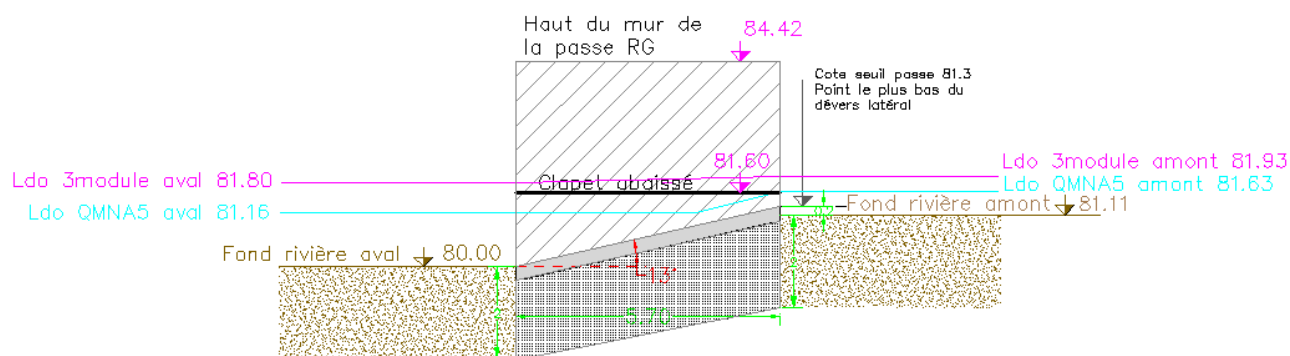 Haut du mur de
la passe RG
84.42
Cote seuil passe 81.3
Point le plus bas du
dévers latéral
81.60
Clapet abaissé
Ldo 3module aval 81.80
Ldo 3module amont 81.93
Ldo QMNA5 amont 81.63
Ldo QMNA5 aval 81.16
Fond rivière amont
81.11
Fond rivière aval
80.00
13°
5.70